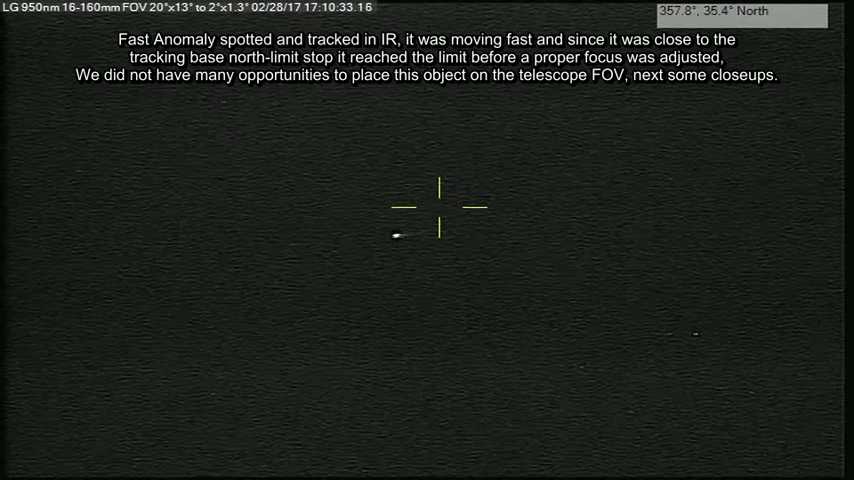 LG 950nm 16-160mm FOV 20°x13° to 2°x1.3° 02/28/17 17:10:33.16
357.8°, 35.4° North
Fast Anomaly spotted and tracked in IR, it was moving fast and since it was close to the
tracking base north-limit stop it reached the limit before a proper focus was adjusted,
We did not have many opportunities to place this object on the telescope FOV, next some closeups.